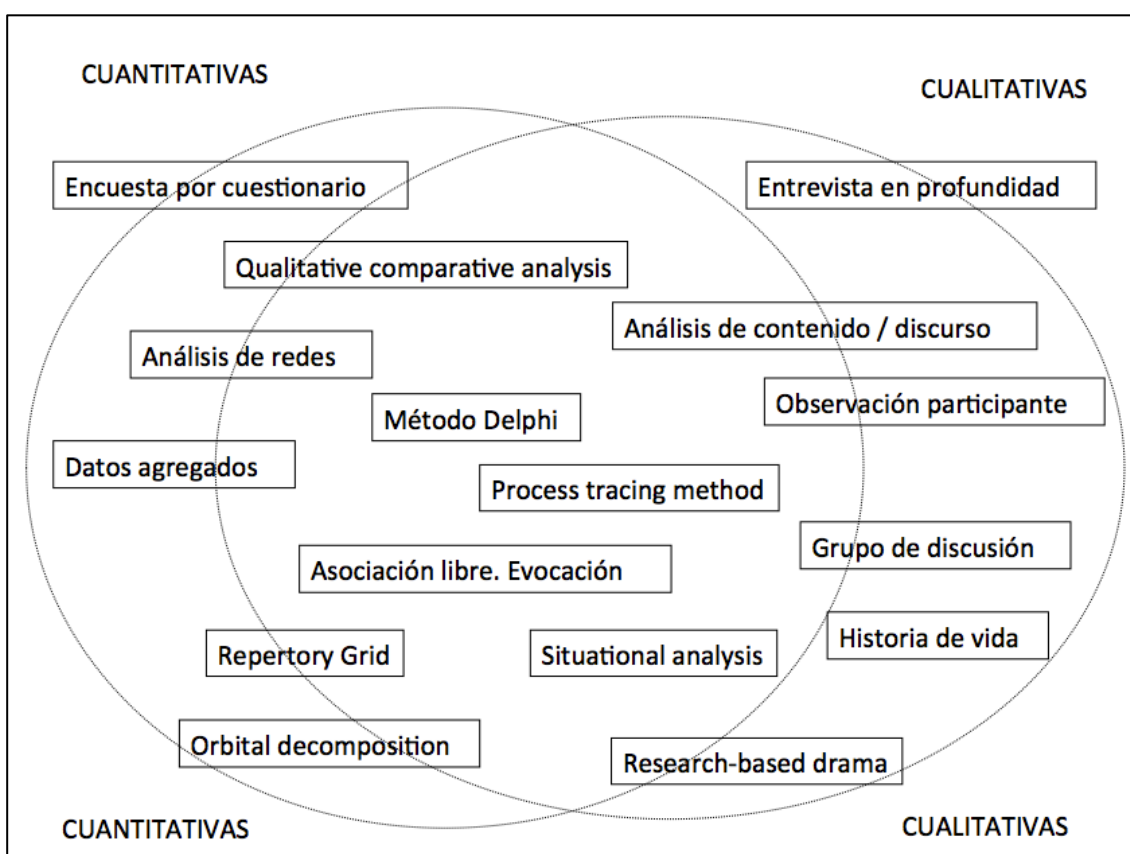 CUANTITATIVAS
CUALITATIVAS
Encuesta por cuestionario
Entrevista en profundidad
Qualitative comparative analysis
Análisis de contenido / discurso
Análisis de redes
Observación participante
Método Delphi
Datos agregados
Process tracing method
Grupo de discusión
Asociación libre. Evocación
Historia de vida
Repertory Grid
Situational analysis
Orbital decomposition
Research-based drama
CUANTITATIVAS
CUALITATIVAS